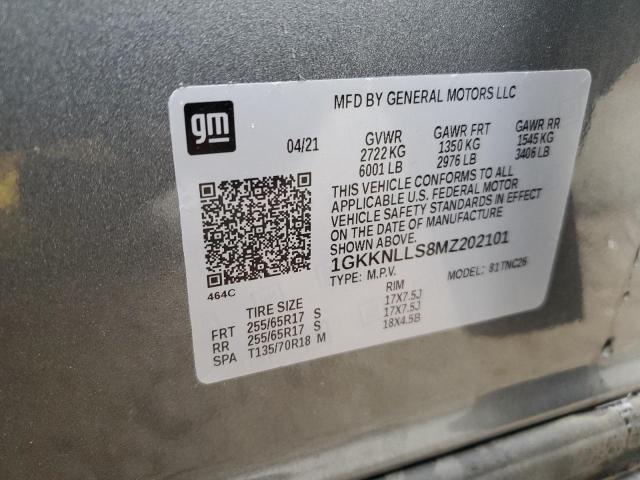 MFD BY GENERAL MOTORS LLC
gm
04/21
GVWR GAWR FRT GAWR RR
2722 KG 1350 KG 1545 KG
6001 LB 2976 LB 3406 LB
THIS VEHICLE CONFORMS TO ALL
APPLICABLE U.S. FEDERAL MOTOR
VEHICLE SAFETY STANDARDS IN EFFECT
ON THE DATE OF MANUFACTURE
SHOWN ABOVE.
1GKKNLLS8MZ202101
TYPE: M.P.V. MODEL: 81TNC26
464C
TIRE SIZE RIM
FRT 255/65R17 S 17X7.5J
RR 255/65R17 S 17X7.5J
SPA T135/70R18 M 18X4.5B